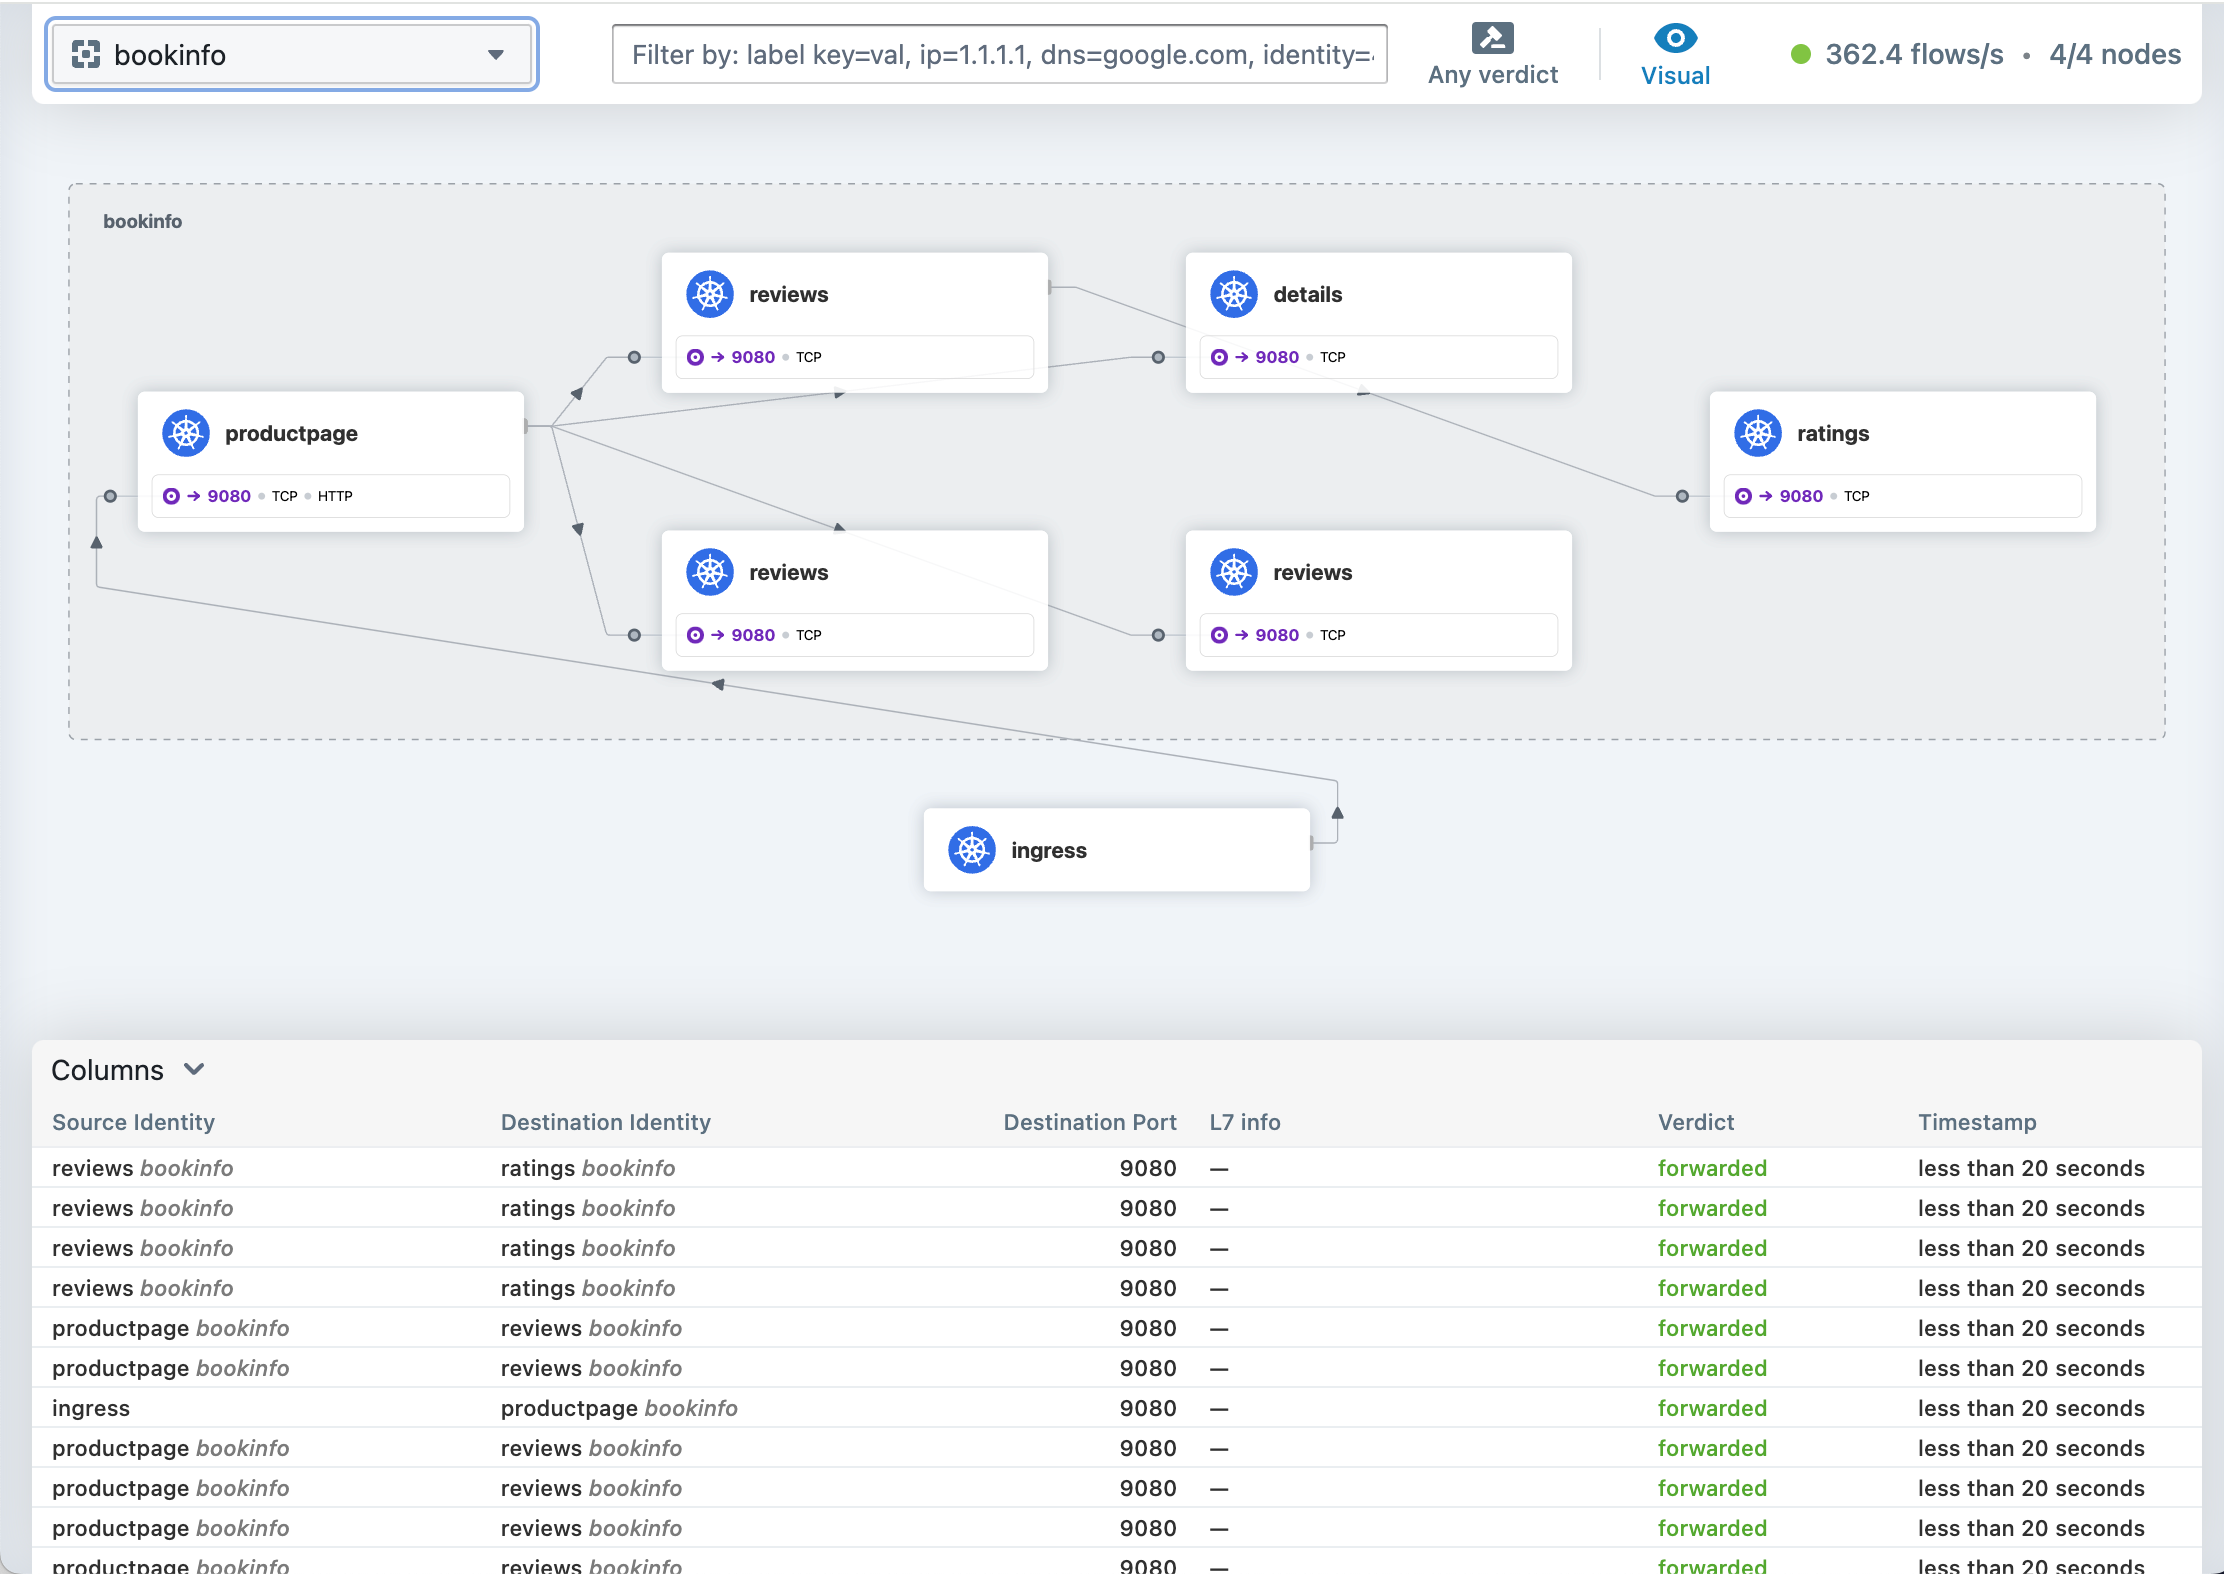 bookinfo
Filter by: label key=val, ip=1.1.1.1, dns=google.com, identity=
Any verdict
Visual
362.4 flows/s • 4/4 nodes
bookinfo
reviews
→ 9080 • TCP
details
→ 9080 • TCP
productpage
→ 9080 • TCP • HTTP
ratings
→ 9080 • TCP
reviews
→ 9080 • TCP
reviews
→ 9080 • TCP
ingress
Columns
Source Identity Destination Identity Destination Port L7 info Verdict Timestamp
reviews bookinfo ratings bookinfo 9080 — forwarded less than 20 seconds
reviews bookinfo ratings bookinfo 9080 — forwarded less than 20 seconds
reviews bookinfo ratings bookinfo 9080 — forwarded less than 20 seconds
reviews bookinfo ratings bookinfo 9080 — forwarded less than 20 seconds
productpage bookinfo reviews bookinfo 9080 — forwarded less than 20 seconds
productpage bookinfo reviews bookinfo 9080 — forwarded less than 20 seconds
ingress productpage bookinfo 9080 — forwarded less than 20 seconds
productpage bookinfo reviews bookinfo 9080 — forwarded less than 20 seconds
productpage bookinfo reviews bookinfo 9080 — forwarded less than 20 seconds
productpage bookinfo reviews bookinfo 9080 — forwarded less than 20 seconds
productpage bookinfo reviews bookinfo 9080 — forwarded less than 20 seconds